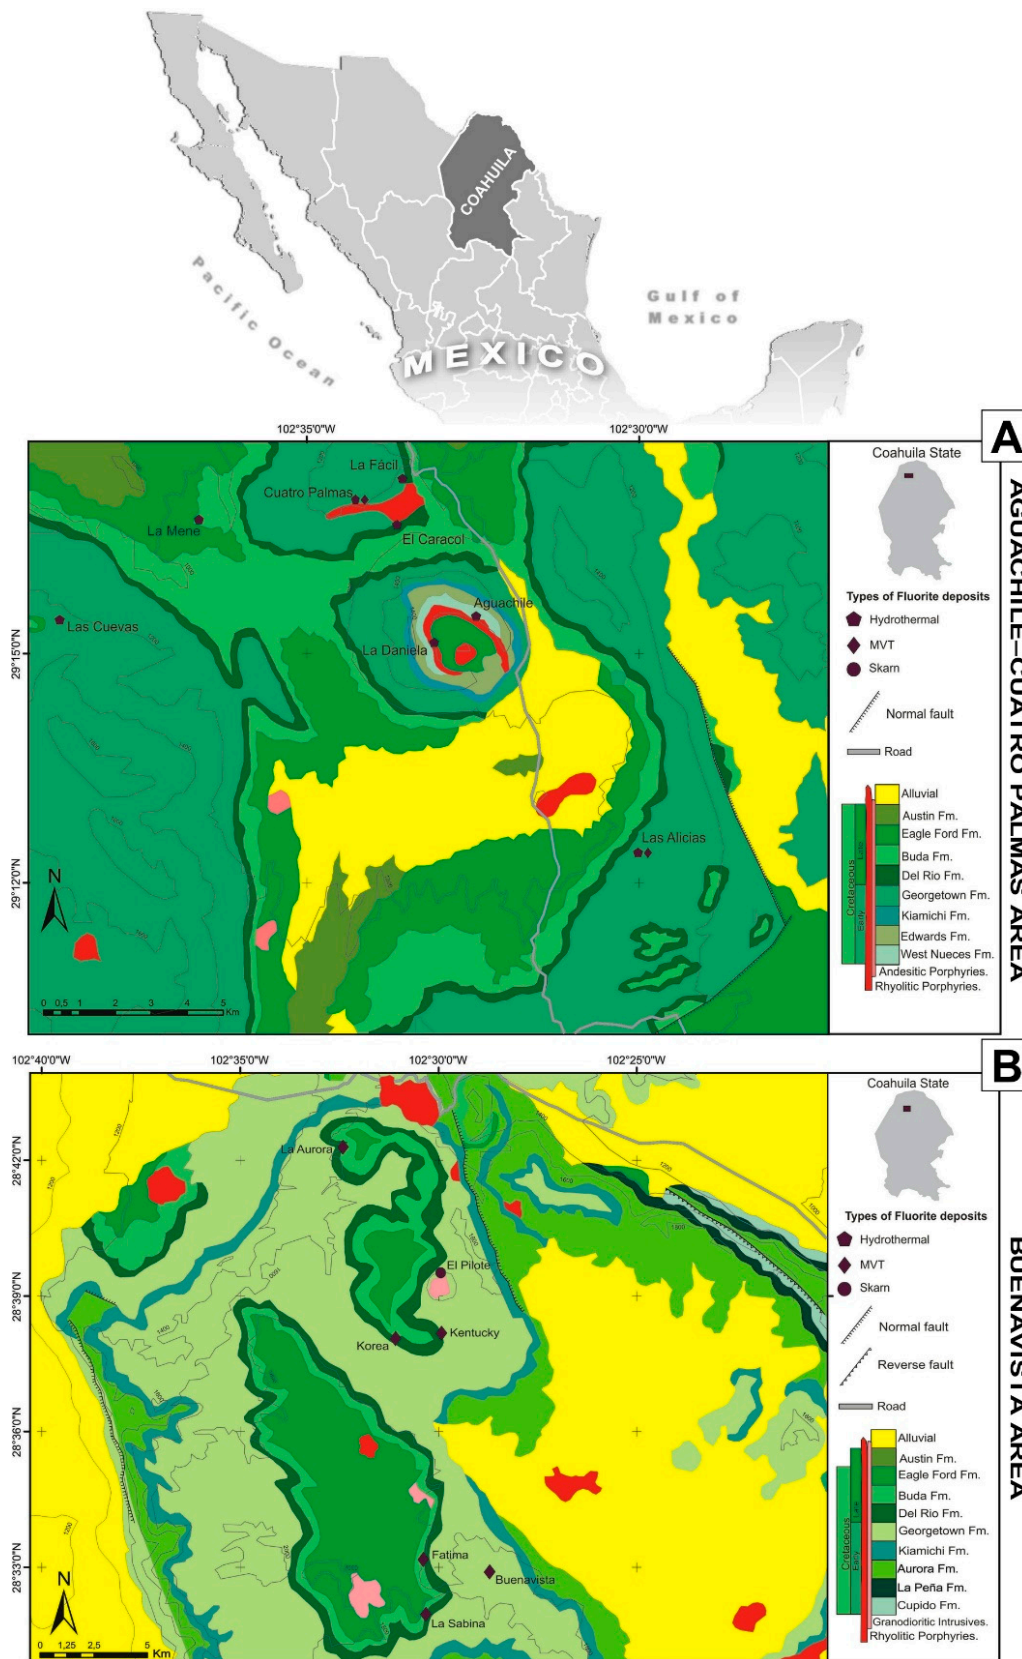 COAHUILA
Pacific Ocean
Gulf of
Mexico
MEXICO
A
AGUACHILE–CUATRO PALMAS AREA
102°35'0"W
102°30'0"W
29°15'0"N
29°12'0"N
La Fácil
Cuatro Palmas
La Mene
El Caracol
Las Cuevas
Aguachile
La Daniela
Las Alicias
N
0 0,5 1 2 3 4 5
Km
Coahuila State
Types of Fluorite deposits
Hydrothermal
MVT
Skarn
Normal fault
Road
Alluvial
Austin Fm.
Eagle Ford Fm.
Buda Fm.
Del Rio Fm.
Georgetown Fm.
Kiamichi Fm.
Edwards Fm.
West Nueces Fm.
Andesitic Porphyries.
Rhyolitic Porphyries.
Cretaceous
Late
Early
B
BUENAVISTA AREA
102°40'0"W
102°35'0"W
102°30'0"W
102°25'0"W
28°42'0"N
28°39'0"N
28°36'0"N
28°33'0"N
La Aurora
El Pilote
Kentucky
Korea
Fatima
Buenavista
La Sabina
N
0 1,25 2,5 5
Km
Coahuila State
Types of Fluorite deposits
Hydrothermal
MVT
Skarn
Normal fault
Reverse fault
Road
Alluvial
Austin Fm.
Eagle Ford Fm.
Buda Fm.
Del Rio Fm.
Georgetown Fm.
Kiamichi Fm.
Aurora Fm.
La Peña Fm.
Cupido Fm.
Granodioritic Intrusives.
Rhyolitic Porphyries.
Cretaceous
Late
Early